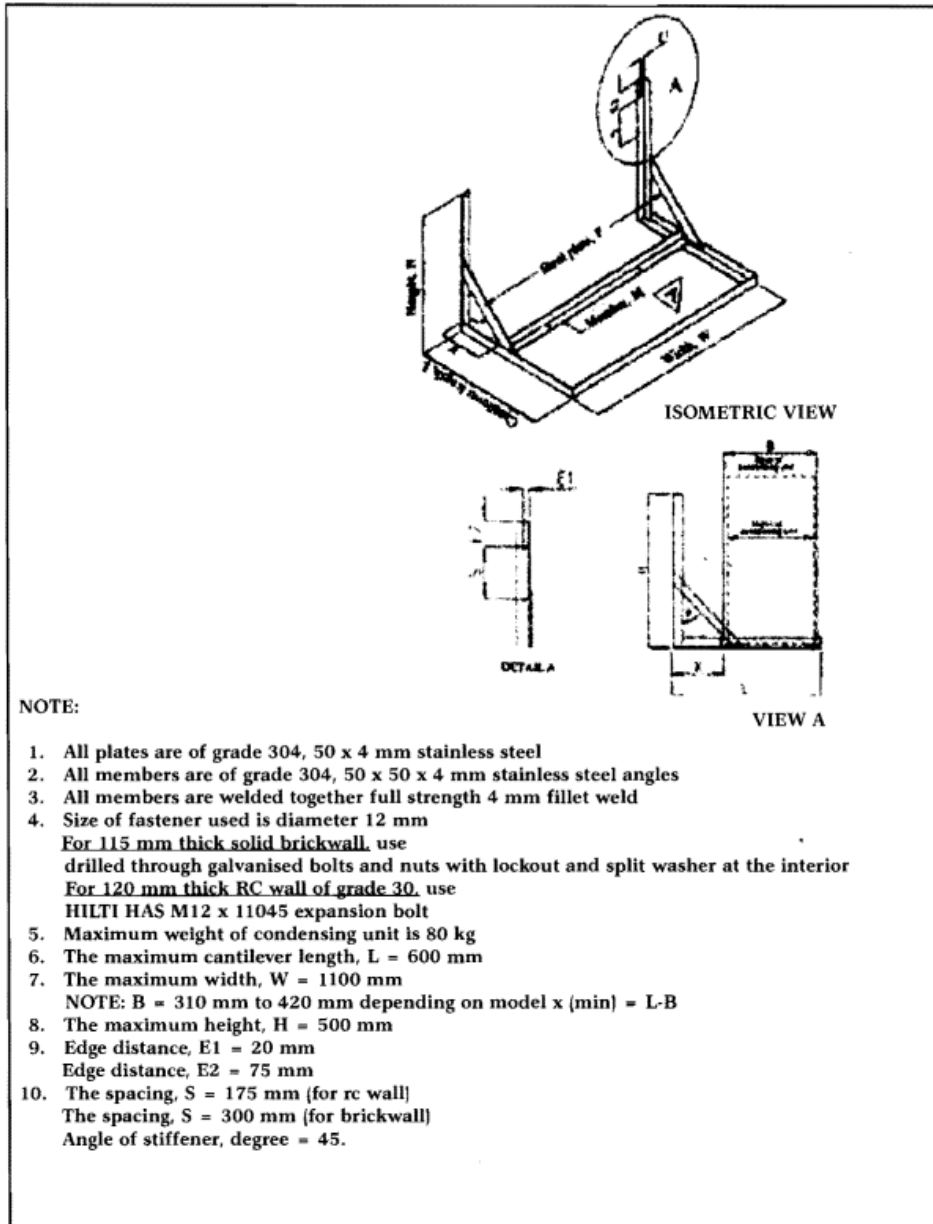 A
Height, H
Member, M
Width, W
ISOMETRIC VIEW
E1
B
H
X
DETAIL A
VIEW A
NOTE:
1. All plates are of grade 304, 50 x 4 mm stainless steel
2. All members are of grade 304, 50 x 50 x 4 mm stainless steel angles
3. All members are welded together full strength 4 mm fillet weld
4. Size of fastener used is diameter 12 mm
For 115 mm thick solid brickwall, use
drilled through galvanised bolts and nuts with lockout and split washer at the interior
For 120 mm thick RC wall of grade 30, use
HILTI HAS M12 x 11045 expansion bolt
5. Maximum weight of condensing unit is 80 kg
6. The maximum cantilever length, L = 600 mm
7. The maximum width, W = 1100 mm
NOTE: B = 310 mm to 420 mm depending on model x (min) = L-B
8. The maximum height, H = 500 mm
9. Edge distance, E1 = 20 mm
Edge distance, E2 = 75 mm
10. The spacing, S = 175 mm (for rc wall)
The spacing, S = 300 mm (for brickwall)
Angle of stiffener, degree = 45.